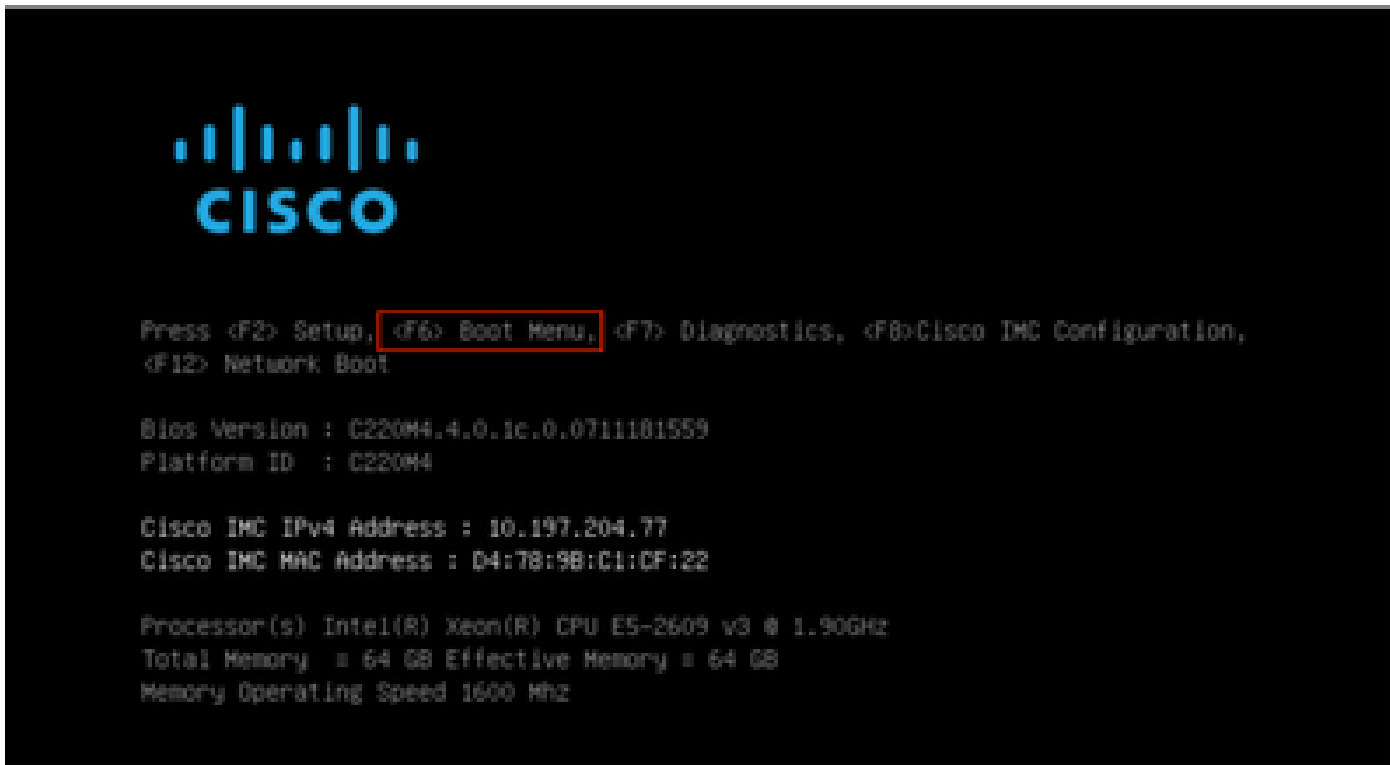 CISCO
Press <F2> Setup, <F6> Boot Menu, <F7> Diagnostics, <F8>Cisco IMC Configuration,
<F12> Network Boot
Bios Version : C220M4.4.0.1c.0.0711181559
Platform ID : C220M4
Cisco IMC IPv4 Address : 10.197.204.77
Cisco IMC MAC Address : D4:78:9B:C1:CF:22
Processor(s) Intel(R) Xeon(R) CPU E5-2609 v3 @ 1.90GHz
Total Memory = 64 GB Effective Memory = 64 GB
Memory Operating Speed 1600 Mhz